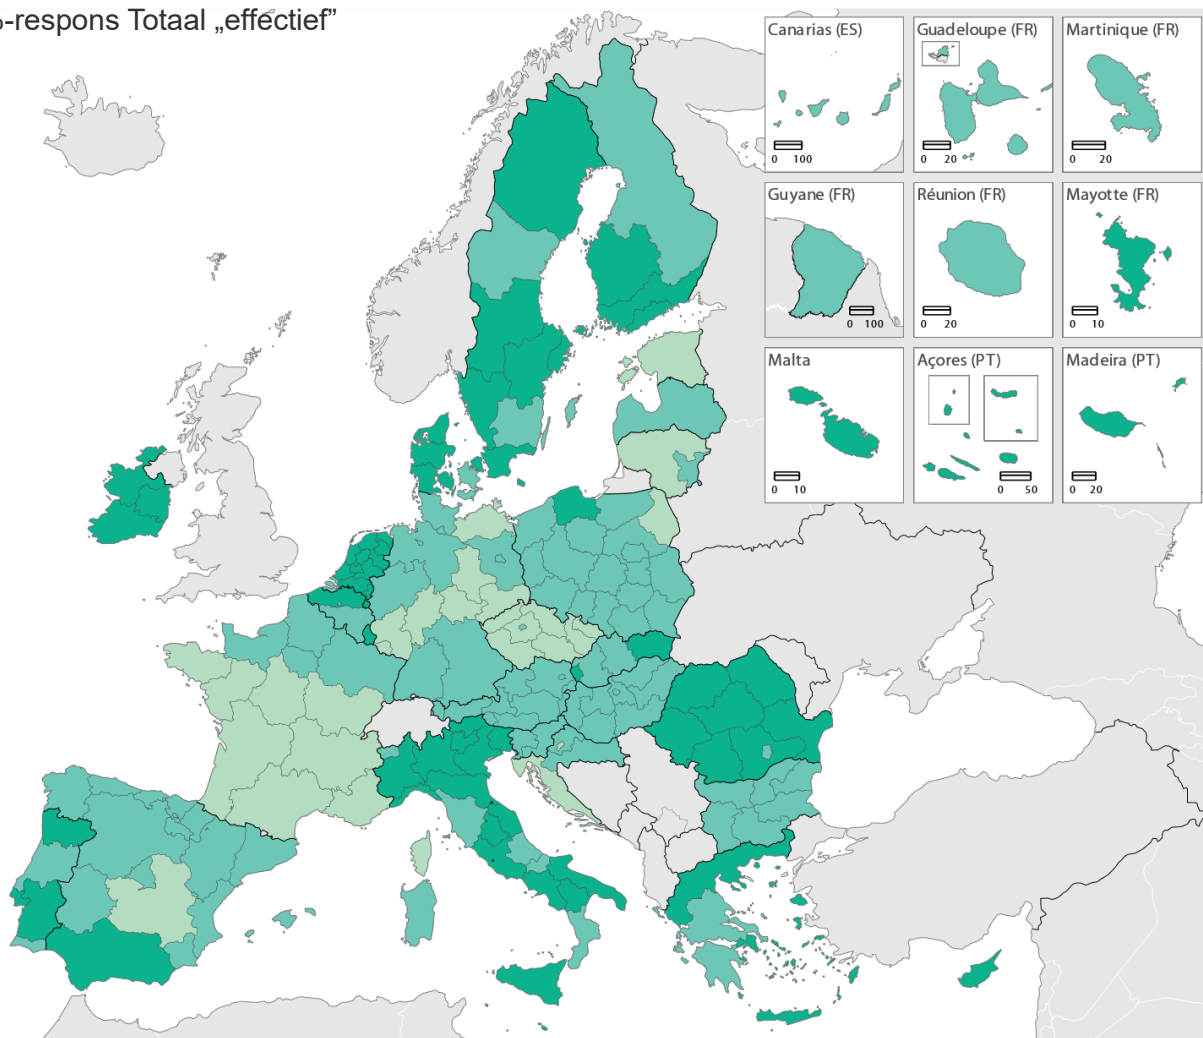 %-respons Totaal „effectief”
Canarias (ES)
0 100
Guadeloupe (FR)
0 20
Martinique (FR)
0 20
Guyane (FR)
0 100
Réunion (FR)
0 20
Mayotte (FR)
0 10
Malta
0 10
Açores (PT)
0 50
Madeira (PT)
0 20